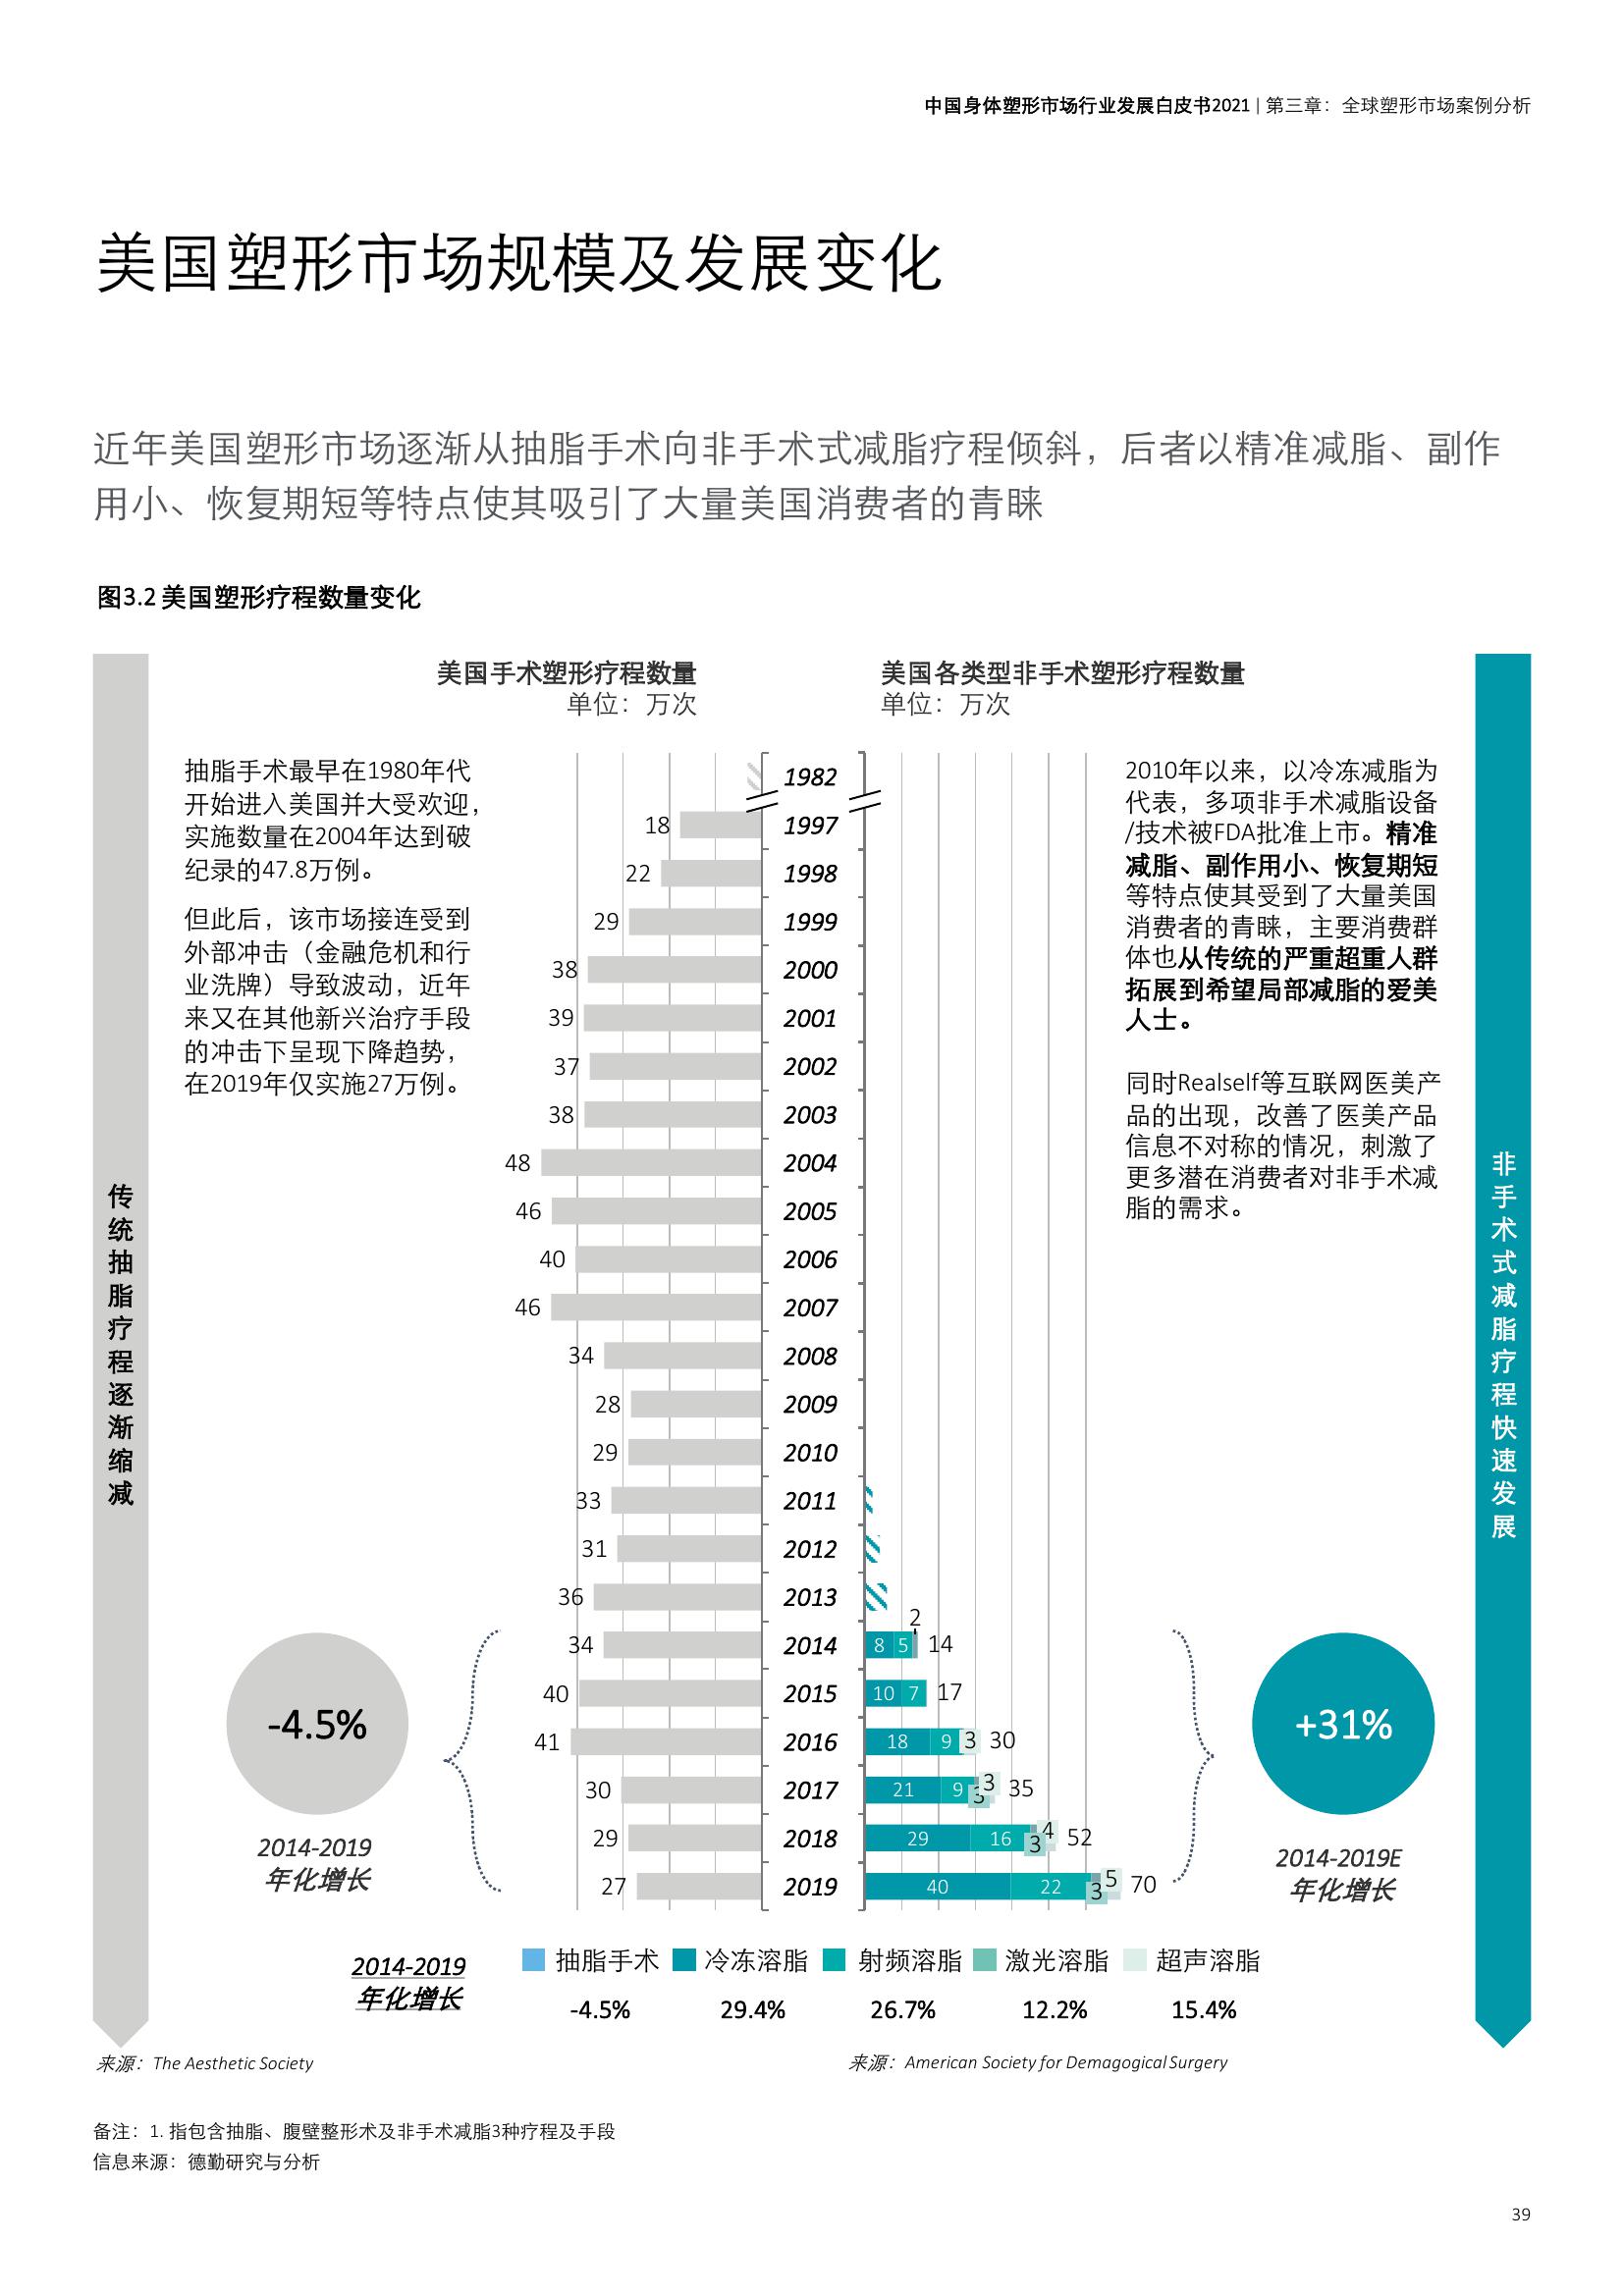 中国身体塑形市场行业发展白皮书2021 | 第三章：全球塑形市场案例分析
美国塑形市场规模及发展变化
近年美国塑形市场逐渐从抽脂手术向非手术式减脂疗程倾斜，后者以精准减脂、副作
用小、恢复期短等特点使其吸引了大量美国消费者的青睐
图3.2 美国塑形疗程数量变化
传统抽脂疗程逐渐缩减
抽脂手术最早在1980年代
开始进入美国并大受欢迎，
实施数量在2004年达到破
纪录的47.8万例。
但此后，该市场接连受到
外部冲击（金融危机和行
业洗牌）导致波动，近年
来又在其他新兴治疗手段
的冲击下呈现下降趋势，
在2019年仅实施27万例。
美国手术塑形疗程数量
单位：万次
美国各类型非手术塑形疗程数量
单位：万次
1982
18 1997
22 1998
29 1999
38 2000
39 2001
37 2002
38 2003
48 2004
46 2005
40 2006
46 2007
34 2008
28 2009
29 2010
33 2011
31 2012
36 2013
2
34 2014 8 5 14
40 2015 10 7 17
41 2016 18 9 3 30
30 2017 21 9 3 3 35
29 2018 29 16 3 4 52
27 2019 40 22 3 5 70
2010年以来，以冷冻减脂为
代表，多项非手术减脂设备
/技术被FDA批准上市。精准
减脂、副作用小、恢复期短
等特点使其受到了大量美国
消费者的青睐，主要消费群
体也从传统的严重超重人群
拓展到希望局部减脂的爱美
人士。
同时Realself等互联网医美产
品的出现，改善了医美产品
信息不对称的情况，刺激了
更多潜在消费者对非手术减
脂的需求。
非手术式减脂疗程快速发展
-4.5%
2014-2019
年化增长
+31%
2014-2019E
年化增长
抽脂手术 冷冻溶脂 射频溶脂 激光溶脂 超声溶脂
2014-2019
年化增长
-4.5% 29.4% 26.7% 12.2% 15.4%
来源：The Aesthetic Society
来源：American Society for Demagogical Surgery
备注：1. 指包含抽脂、腹壁整形术及非手术减脂3种疗程及手段
信息来源：德勤研究与分析
39